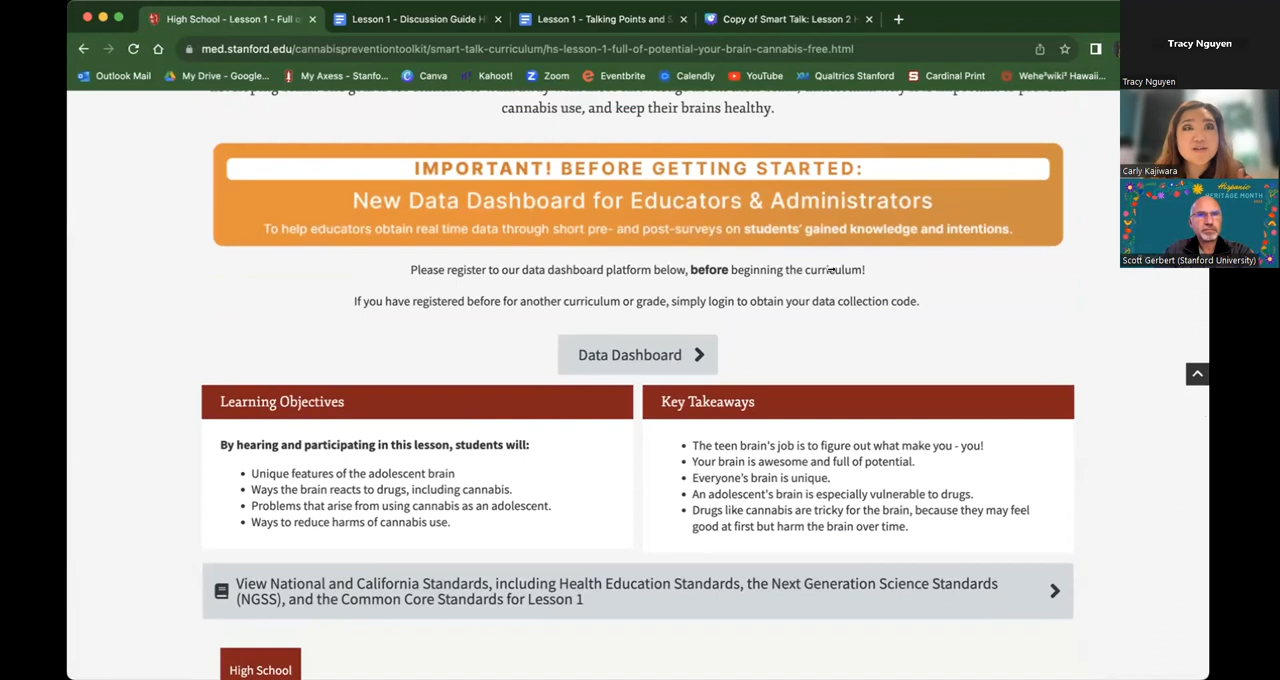 High School - Lesson 1 - Full o
Lesson 1 - Discussion Guide H
Lesson 1 - Talking Points and S
Copy of Smart Talk: Lesson 2 H
med.stanford.edu/cannabispreventiontoolkit/smart-talk-curriculum/hs-lesson-1-full-of-potential-your-brain-cannabis-free.html
Outlook Mail
My Drive - Google...
My Axess - Stanfo...
Canva
Kahoot!
Zoom
Eventbrite
Calendly
YouTube
Qualtrics Stanford
Cardinal Print
Wehe²wiki² Hawaii...
Tracy Nguyen
Tracy Nguyen
Carly Kajiwara
Hispanic
HERITAGE MONTH
Scott Gerbert (Stanford University)
cannabis use, and keep their brains healthy.
IMPORTANT! BEFORE GETTING STARTED:
New Data Dashboard for Educators & Administrators
To help educators obtain real time data through short pre- and post-surveys on students' gained knowledge and intentions.
Please register to our data dashboard platform below, before beginning the curriculum!
If you have registered before for another curriculum or grade, simply login to obtain your data collection code.
Data Dashboard
Learning Objectives
By hearing and participating in this lesson, students will:
• Unique features of the adolescent brain
• Ways the brain reacts to drugs, including cannabis.
• Problems that arise from using cannabis as an adolescent.
• Ways to reduce harms of cannabis use.
Key Takeaways
• The teen brain's job is to figure out what make you - you!
• Your brain is awesome and full of potential.
• Everyone's brain is unique.
• An adolescent's brain is especially vulnerable to drugs.
• Drugs like cannabis are tricky for the brain, because they may feel
good at first but harm the brain over time.
View National and California Standards, including Health Education Standards, the Next Generation Science Standards
(NGSS), and the Common Core Standards for Lesson 1
High School